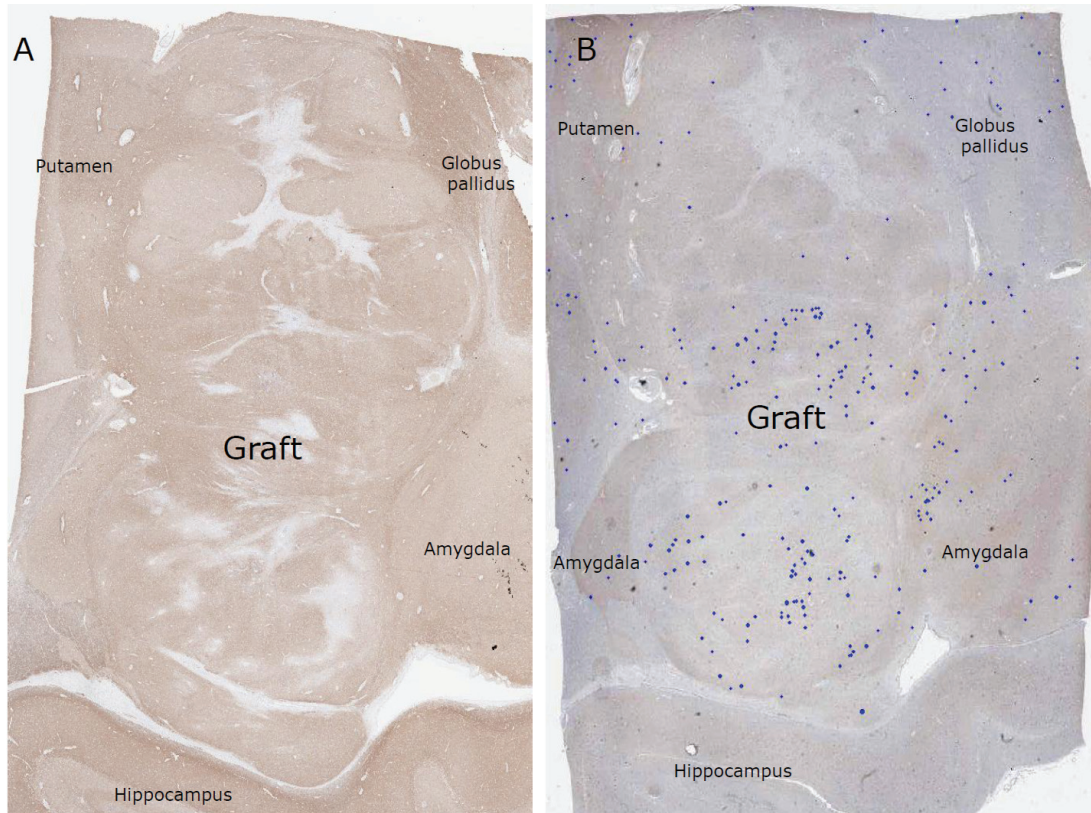 A
Putamen
Globus
pallidus
Graft
Amygdala
Hippocampus
B
Putamen
Globus
pallidus
Graft
Amygdala
Amygdala
Hippocampus